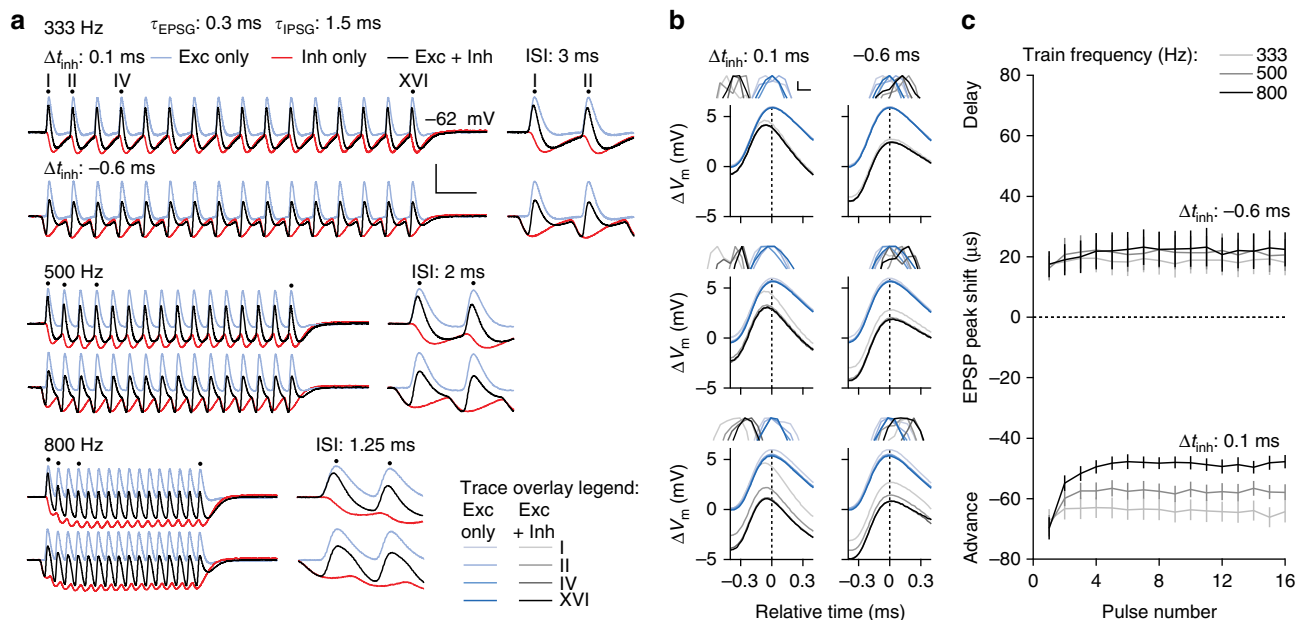 a
333 Hz
τEPSG: 0.3 ms
τIPSG: 1.5 ms
Δtinh: 0.1 ms
Exc only
Inh only
Exc + Inh
ISI: 3 ms
I
II
IV
XVI
I
II
−62 mV
Δtinh: −0.6 ms
500 Hz
ISI: 2 ms
800 Hz
ISI: 1.25 ms
Trace overlay legend:
Exc only
Exc + Inh
I
II
IV
XVI
b
Δtinh: 0.1 ms
−0.6 ms
ΔVm (mV)
5
0
−5
ΔVm (mV)
5
0
−5
ΔVm (mV)
5
0
−5
−0.3
0
0.3
−0.3
0
0.3
Relative time (ms)
c
Train frequency (Hz):
333
500
800
Delay
EPSP peak shift (µs)
Advance
80
60
40
20
0
−20
−40
−60
−80
Δtinh: −0.6 ms
Δtinh: 0.1 ms
0
4
8
12
16
Pulse number